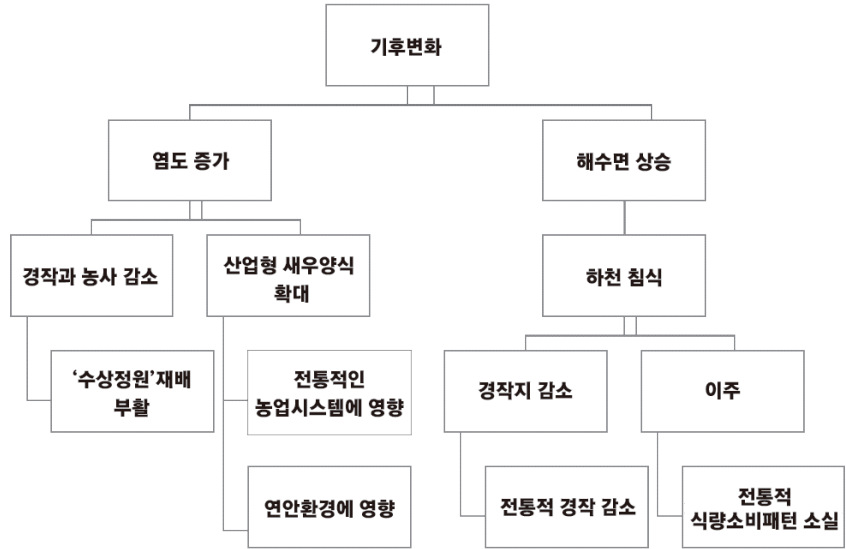 기후변화
염도 증가
해수면 상승
경작과 농사 감소
산업형 새우양식
확대
하천 침식
‘수상정원’재배
부활
전통적인
농업시스템에 영향
경작지 감소
이주
연안환경에 영향
전통적 경작 감소
전통적
식량소비패턴 소실